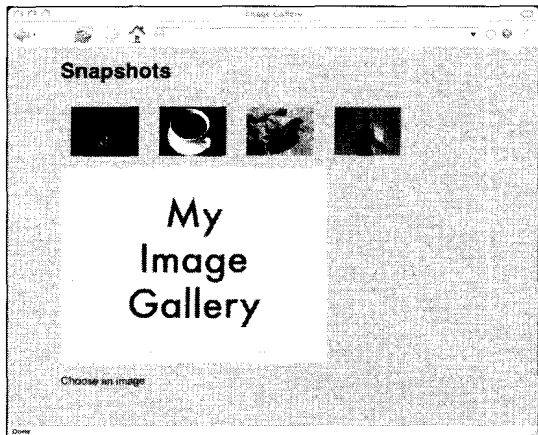 Image Gallery
Snapshots
My
Image
Gallery
Choose an image
Done